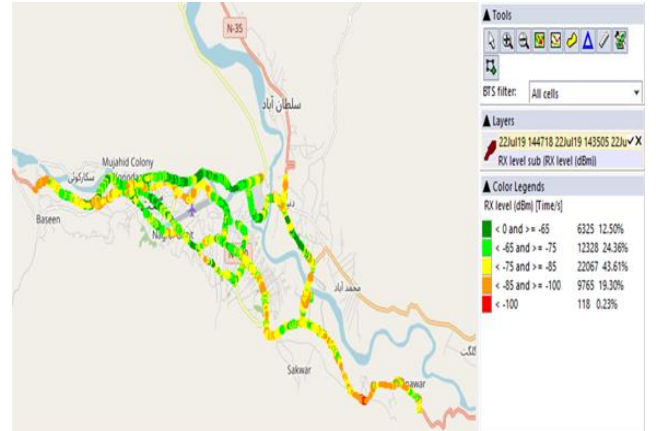 N-35
سلطان آباد
Mujahid Colony
سکارکوئی
Baseen
دنیور
محمد آباد
گلگت
Sakwar
Tools
BTS filter: All cells
Layers
22Jul19 144718 22Jul19 143505 22Ju
RX level sub (RX level (dBm))
Color Legends
RX level (dBm) [Time/s]
< 0 and >= -65 6325 12.50%
< -65 and >= -75 12328 24.36%
< -75 and >= -85 22067 43.61%
< -85 and >= -100 9765 19.30%
< -100 118 0.23%